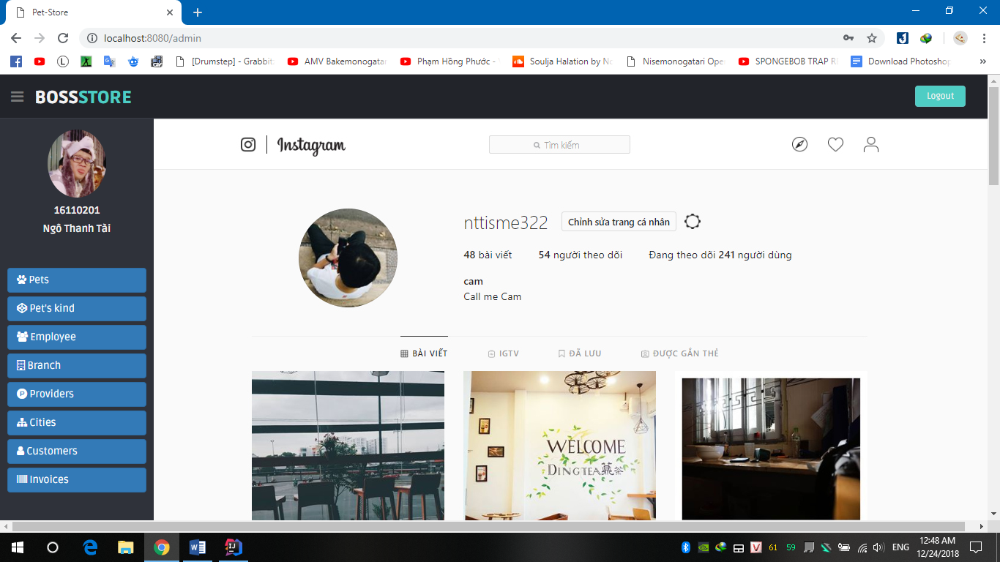 Pet-Store
localhost:8080/admin
[Drumstep] - Grabbit
AMV Bakemonogatar
Phạm Hồng Phước -
Soulja Halation by No
Nisemonogatari Ope
SPONGEBOB TRAP RE
Download Photoshop
BOSSSTORE
Logout
16110201
Ngô Thanh Tài
Pets
Pet's kind
Employee
Branch
Providers
Cities
Customers
Invoices
Instagram
Tìm kiếm
nttisme322
Chỉnh sửa trang cá nhân
48 bài viết
54 người theo dõi
Đang theo dõi 241 người dùng
cam
Call me Cam
BÀI VIẾT
IGTV
ĐÃ LƯU
ĐƯỢC GẮN THẺ
WELCOME
DINGTEA
61
59
ENG
12:48 AM
12/24/2018